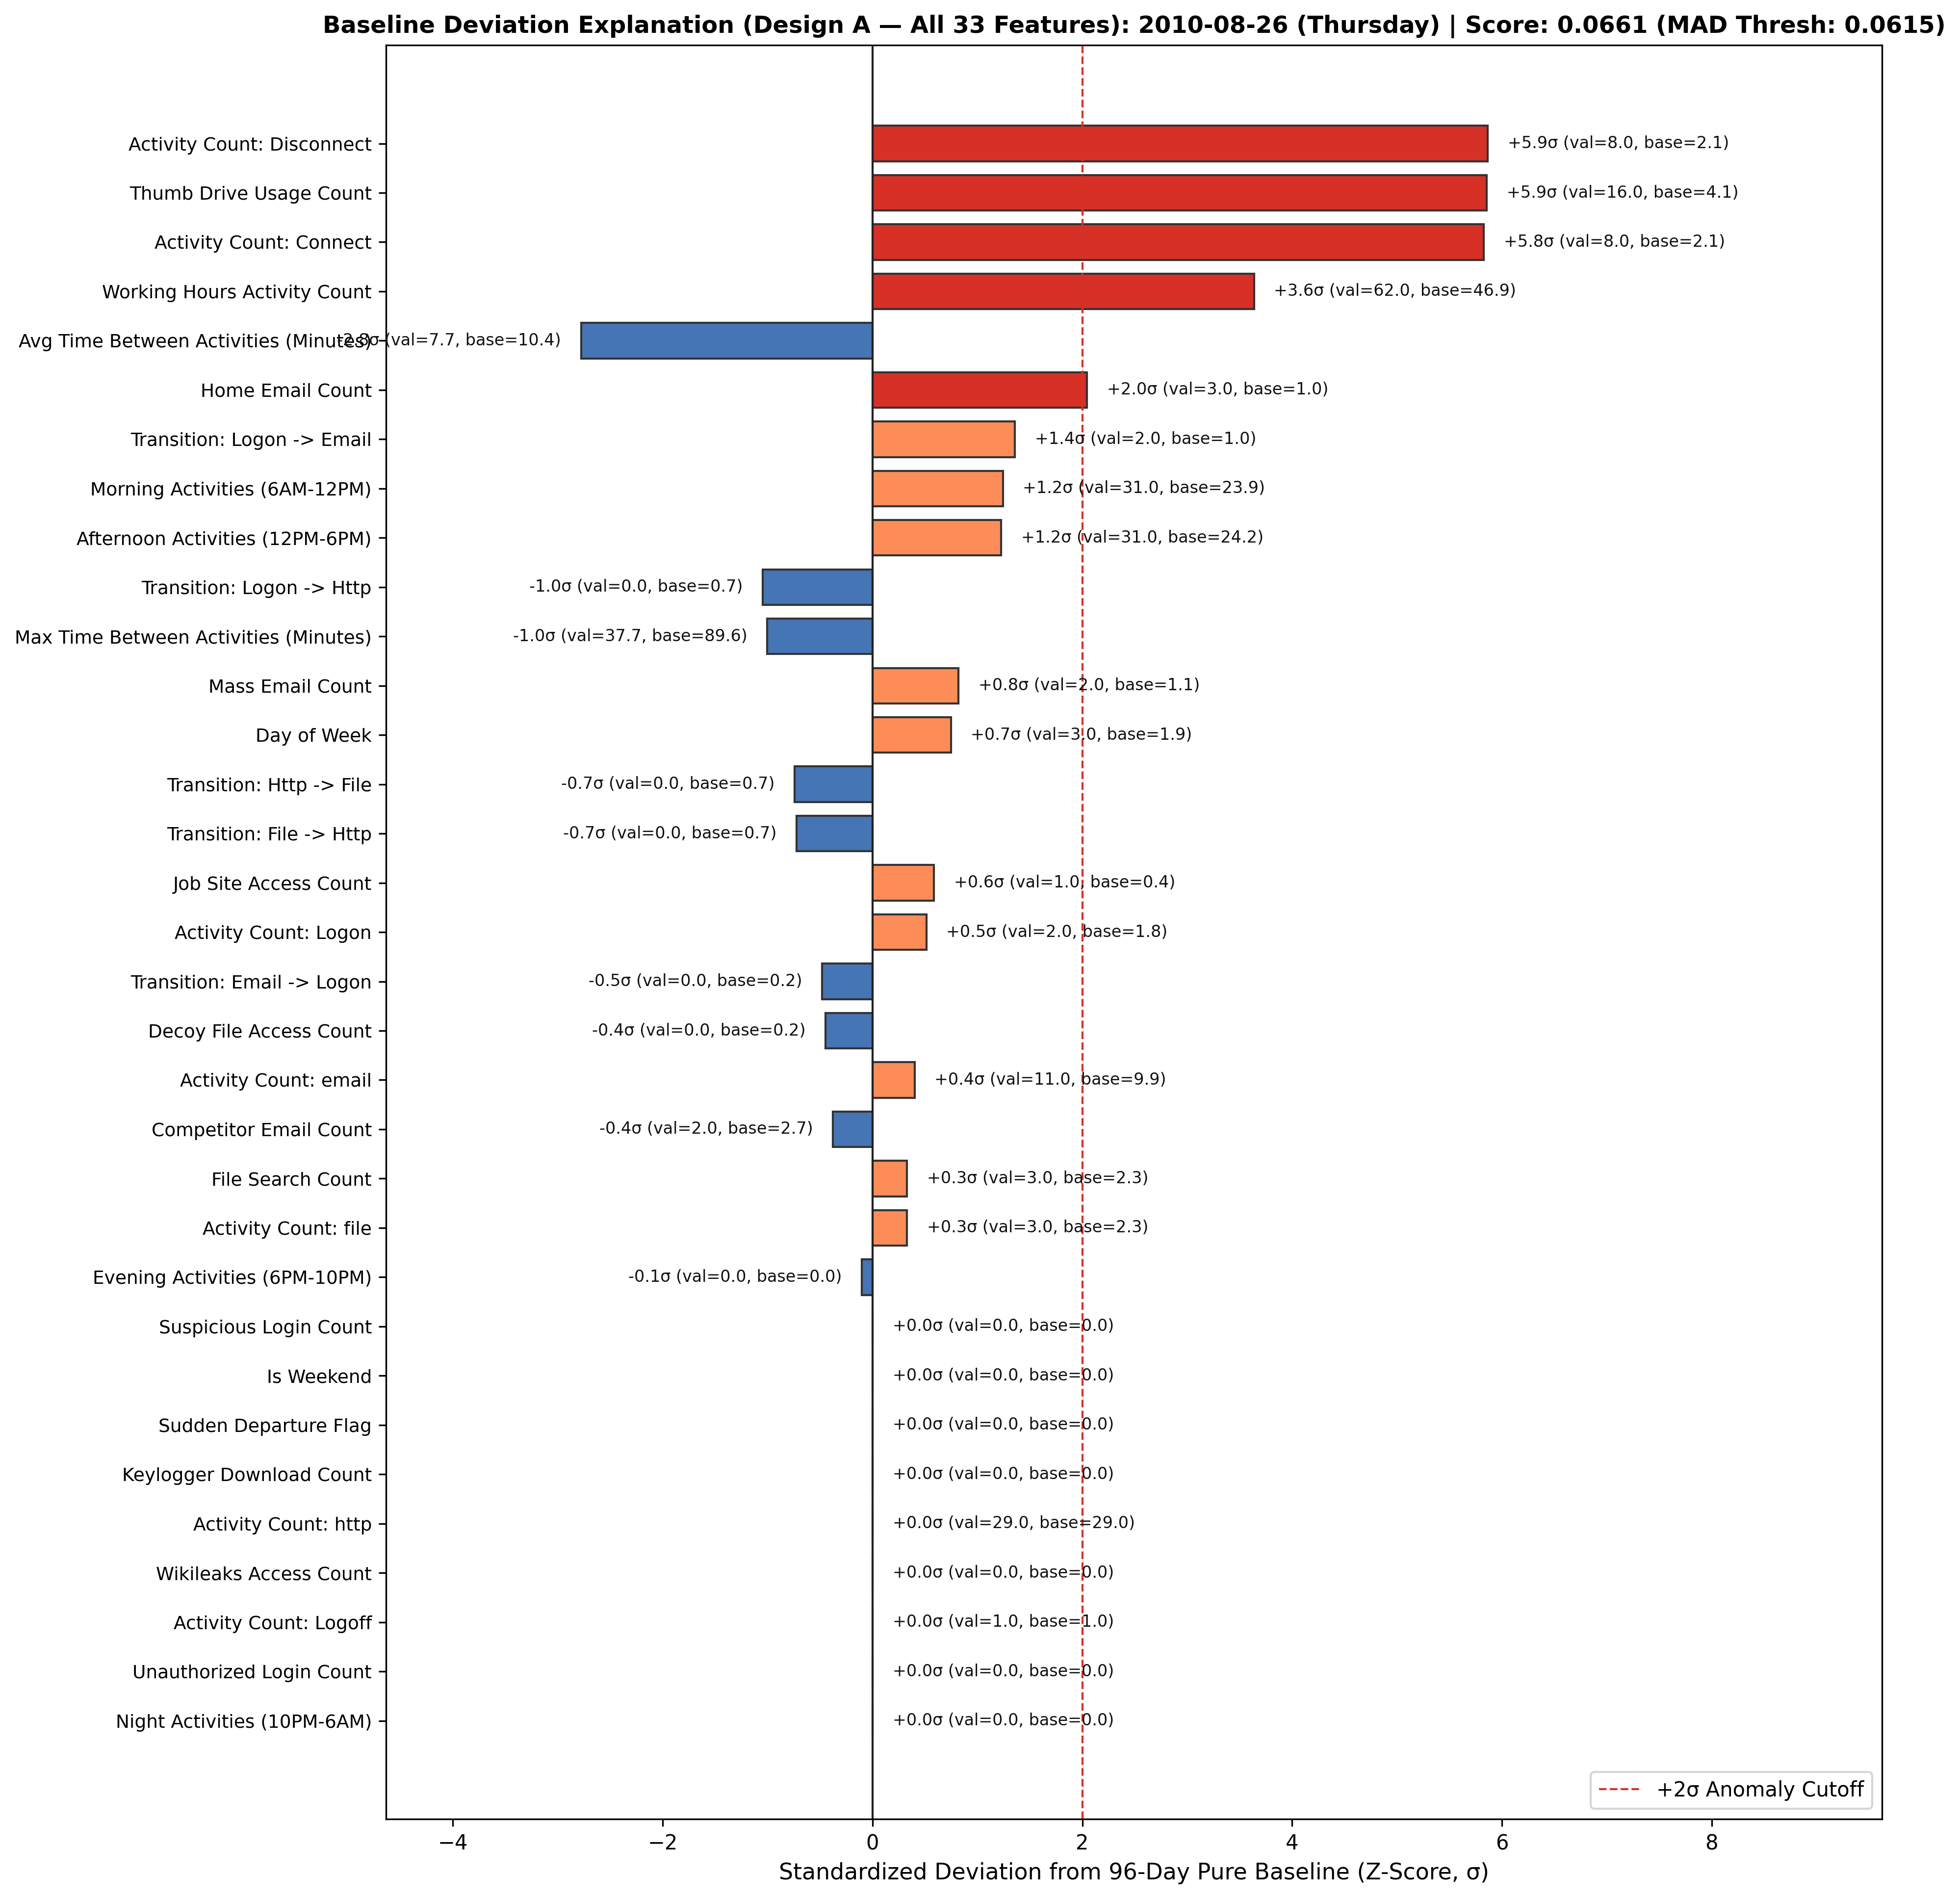 Baseline Deviation Explanation (Design A — All 33 Features): 2010-08-26 (Thursday) | Score: 0.0661 (MAD Thresh: 0.0615)
Activity Count: Disconnect +5.9σ (val=8.0, base=2.1)
Thumb Drive Usage Count +5.9σ (val=16.0, base=4.1)
Activity Count: Connect +5.8σ (val=8.0, base=2.1)
Working Hours Activity Count +3.6σ (val=62.0, base=46.9)
Avg Time Between Activities (Minutes) -2.8σ (val=7.7, base=10.4)
Home Email Count +2.0σ (val=3.0, base=1.0)
Transition: Logon -> Email +1.4σ (val=2.0, base=1.0)
Morning Activities (6AM-12PM) +1.2σ (val=31.0, base=23.9)
Afternoon Activities (12PM-6PM) +1.2σ (val=31.0, base=24.2)
Transition: Logon -> Http -1.0σ (val=0.0, base=0.7)
Max Time Between Activities (Minutes) -1.0σ (val=37.7, base=89.6)
Mass Email Count +0.8σ (val=2.0, base=1.1)
Day of Week +0.7σ (val=3.0, base=1.9)
Transition: Http -> File -0.7σ (val=0.0, base=0.7)
Transition: File -> Http -0.7σ (val=0.0, base=0.7)
Job Site Access Count +0.6σ (val=1.0, base=0.4)
Activity Count: Logon +0.5σ (val=2.0, base=1.8)
Transition: Email -> Logon -0.5σ (val=0.0, base=0.2)
Decoy File Access Count -0.4σ (val=0.0, base=0.2)
Activity Count: email +0.4σ (val=11.0, base=9.9)
Competitor Email Count -0.4σ (val=2.0, base=2.7)
File Search Count +0.3σ (val=3.0, base=2.3)
Activity Count: file +0.3σ (val=3.0, base=2.3)
Evening Activities (6PM-10PM) -0.1σ (val=0.0, base=0.0)
Suspicious Login Count +0.0σ (val=0.0, base=0.0)
Is Weekend +0.0σ (val=0.0, base=0.0)
Sudden Departure Flag +0.0σ (val=0.0, base=0.0)
Keylogger Download Count +0.0σ (val=0.0, base=0.0)
Activity Count: http +0.0σ (val=29.0, base=29.0)
Wikileaks Access Count +0.0σ (val=0.0, base=0.0)
Activity Count: Logoff +0.0σ (val=1.0, base=1.0)
Unauthorized Login Count +0.0σ (val=0.0, base=0.0)
Night Activities (10PM-6AM) +0.0σ (val=0.0, base=0.0)
+2σ Anomaly Cutoff
−4 −2 0 2 4 6 8
Standardized Deviation from 96-Day Pure Baseline (Z-Score, σ)